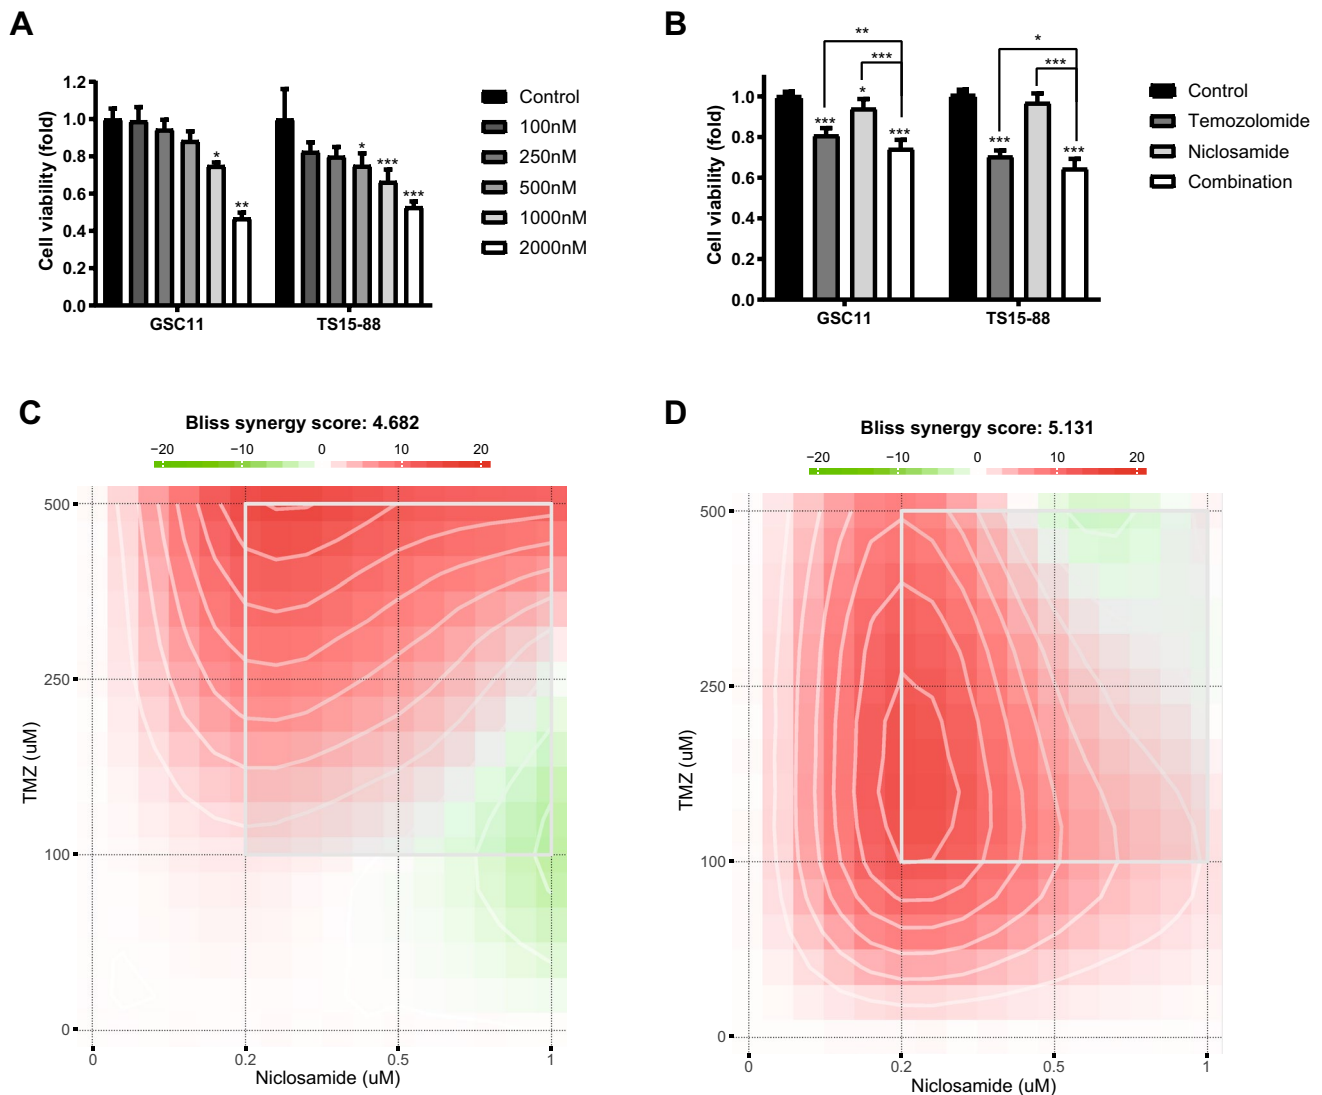 A
Cell viability (fold)
1.2
1.0
0.8
0.6
0.4
0.2
0.0
*
**
*
***
***
GSC11
TS15-88
Control
100nM
250nM
500nM
1000nM
2000nM
B
Cell viability (fold)
1.0
0.8
0.6
0.4
0.2
0.0
**
***
*
***
***
*
***
***
***
GSC11
TS15-88
Control
Temozolomide
Niclosamide
Combination
C
Bliss synergy score: 4.682
−20 −10 0 10 20
TMZ (uM)
500
250
100
0
0 0.2 0.5 1
Niclosamide (uM)
D
Bliss synergy score: 5.131
−20 −10 0 10 20
TMZ (uM)
500
250
100
0
0 0.2 0.5 1
Niclosamide (uM)